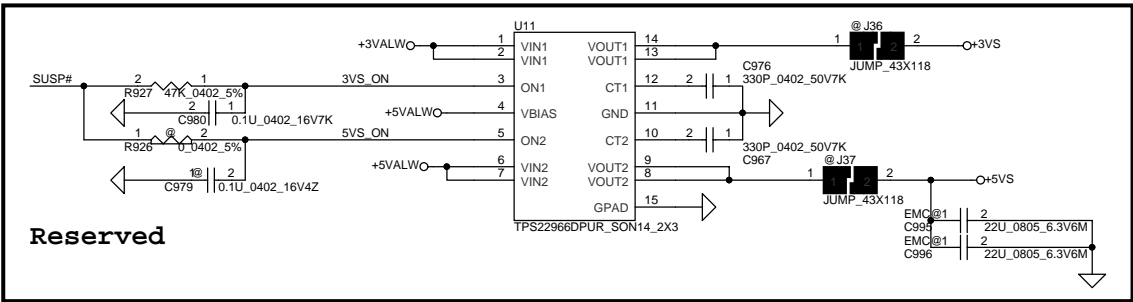 U11
@ J36
+3VALW
1 VIN1 VOUT1 14
2 VIN1 VOUT1 13
1 1 2 2 +3VS
JUMP_43X118
SUSP#
2 1 3VS_ON 3 ON1 CT1 12 2 1
R927 47K_0402_5%
C976
330P_0402_50V7K
2 1
C980 0.1U_0402_16V7K
+5VALW 4 VBIAS GND 11
1 @ 2 5VS_ON 5 ON2 CT2 10 2 1
R926 0_0402_5%
330P_0402_50V7K
C967
+5VALW 6 VIN2 VOUT2 9
7 VIN2 VOUT2 8
@ J37
1 1 2 2 +5VS
JUMP_43X118
1@ 2
C979 0.1U_0402_16V4Z
GPAD 15
TPS22966DPUR_SON14_2X3
EMC@1 2
C995 22U_0805_6.3V6M
EMC@1 2
C996 22U_0805_6.3V6M
Reserved